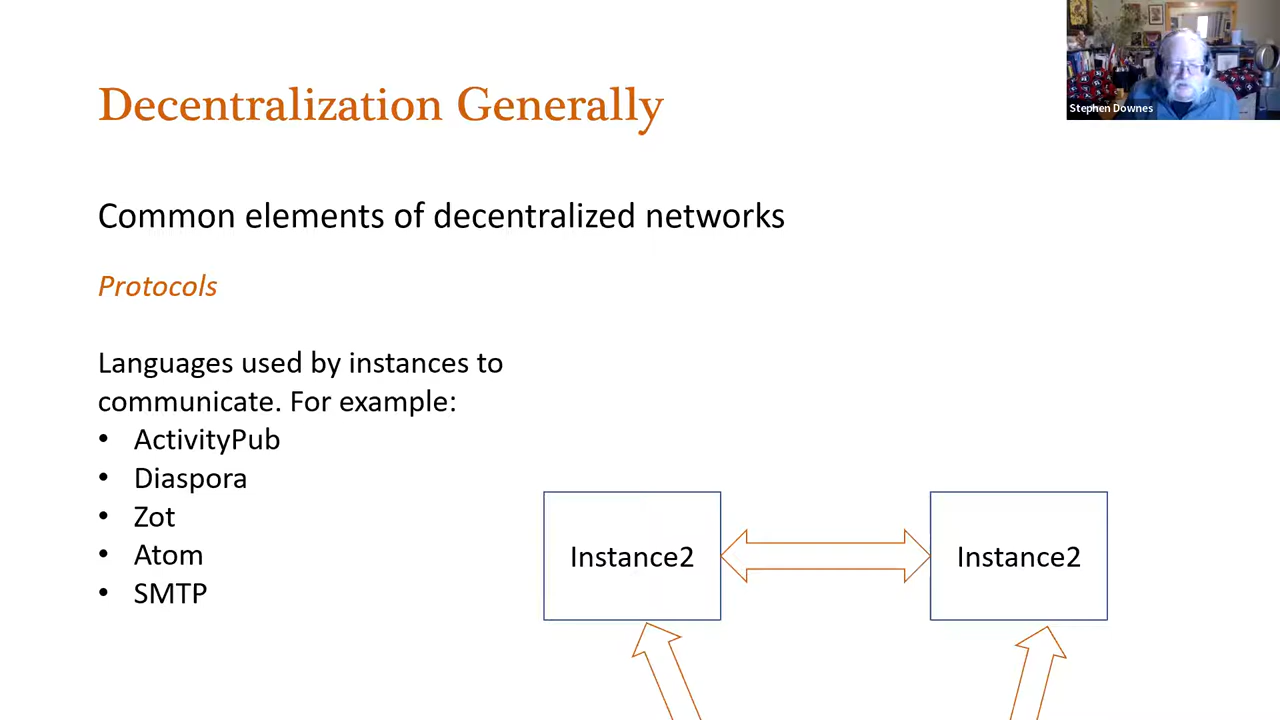 Decentralization Generally
Stephen Downes
Common elements of decentralized networks
Protocols
Languages used by instances to
communicate. For example:
• ActivityPub
• Diaspora
• Zot
• Atom
• SMTP
Instance2
Instance2